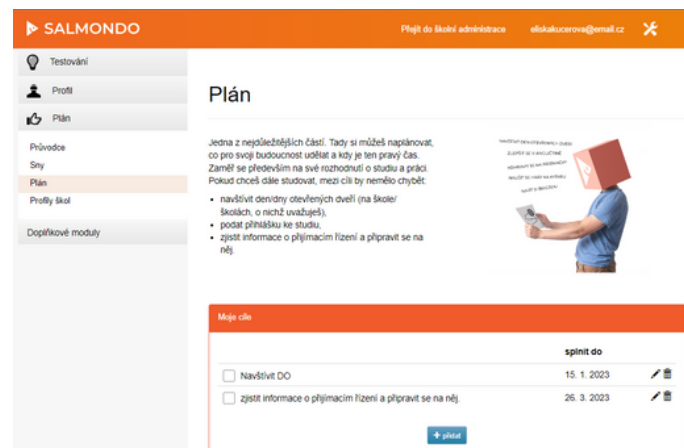 SALMONDO
Přejít do školní administrace
eliskakucerova@email.cz
Testování
Profil
Plán
Průvodce
Sny
Plán
Profily škol
Doplňkové moduly
Plán
Jedna z nejdůležitějších částí. Tady si můžeš naplánovat,
co pro svoji budoucnost udělat a kdy je ten pravý čas.
Zaměř se především na své rozhodnutí o studiu a práci.
Pokud chceš dále studovat, mezi cíli by nemělo chybět:
navštívit den/dny otevřených dveří (na škole/
školách, o nichž uvažuješ),
podat přihlášku ke studiu,
zjistit informace o přijímacím řízení a připravit se na
něj.
Moje cíle
splnit do
Navštívit DO
15. 1. 2023
zjistit informace o přijímacím řízení a připravit se na něj.
26. 3. 2023
+ přidat